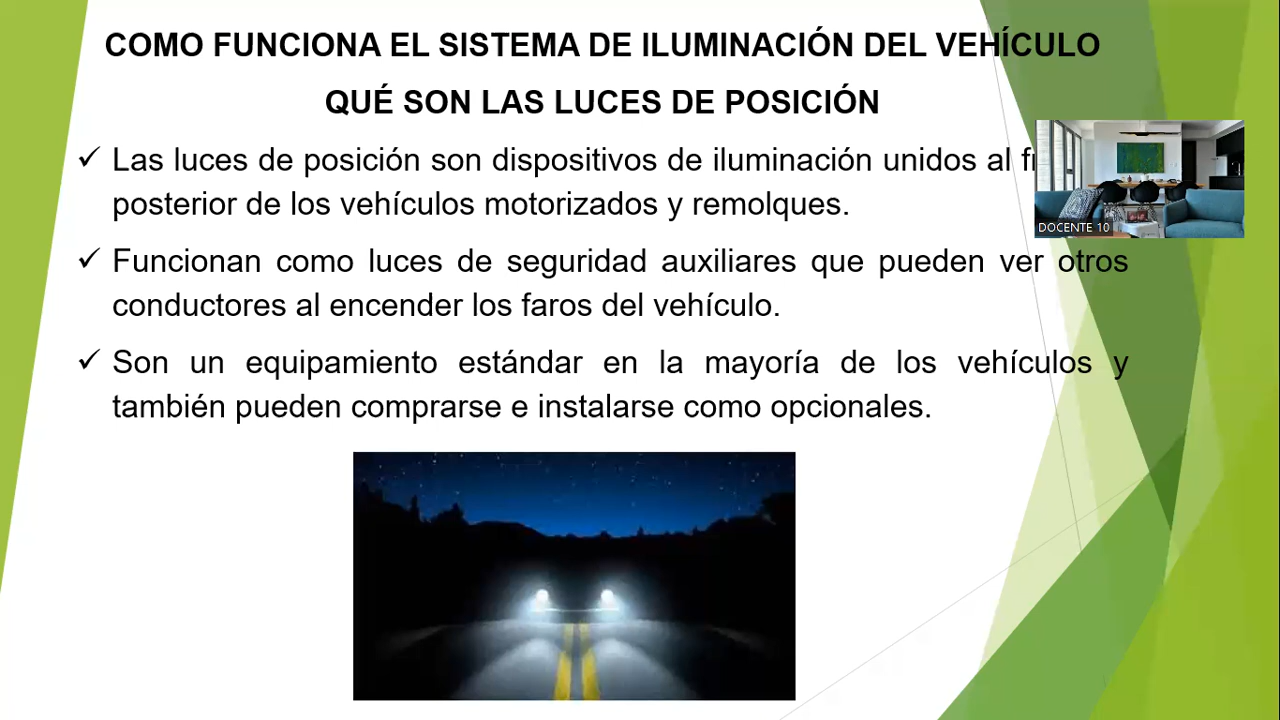 COMO FUNCIONA EL SISTEMA DE ILUMINACIÓN DEL VEHÍCULO
QUÉ SON LAS LUCES DE POSICIÓN
✓ Las luces de posición son dispositivos de iluminación unidos al
posterior de los vehículos motorizados y remolques.
✓ Funcionan como luces de seguridad auxiliares que pueden ver otros
conductores al encender los faros del vehículo.
✓ Son un equipamiento estándar en la mayoría de los vehículos y
también pueden comprarse e instalarse como opcionales.
DOCENTE 10